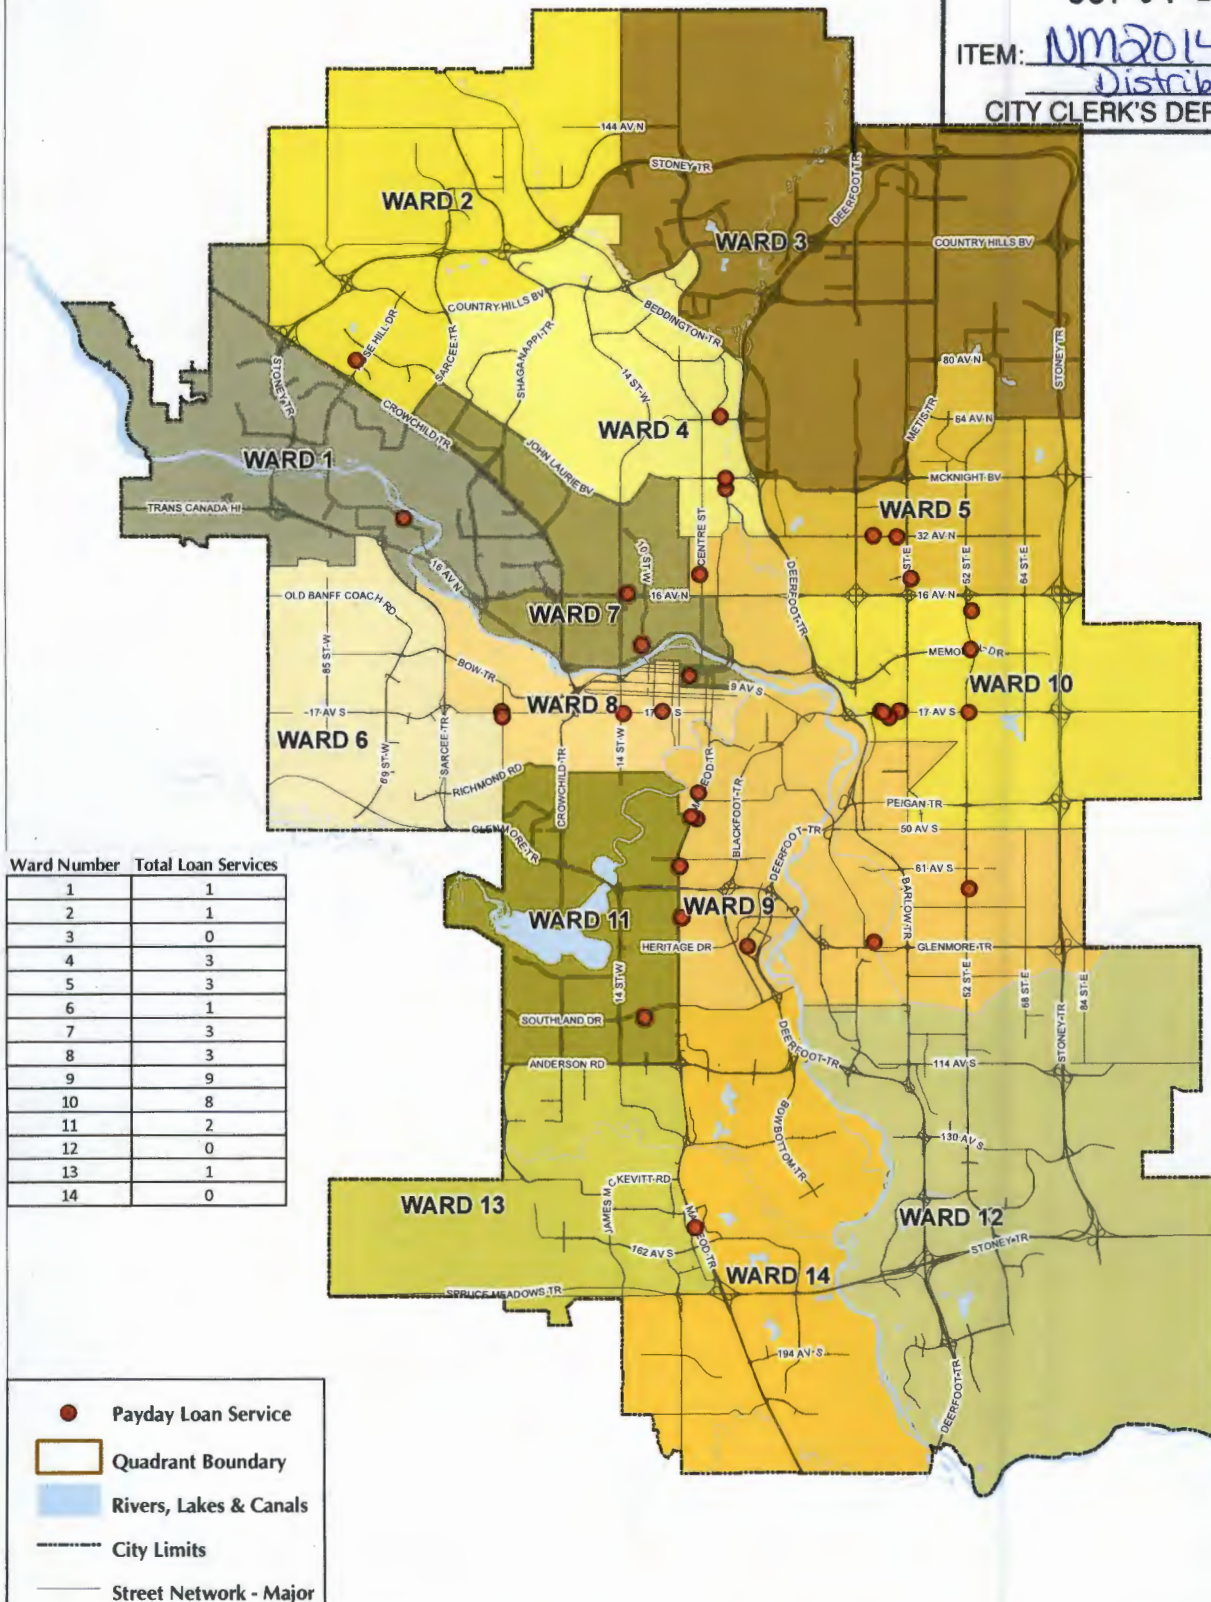 ITEM: NM2014
Distrib
CITY CLERK'S DEP
144 AV N
STONEY TR
DEERFOOT TR
WARD 2
WARD 3
COUNTRY HILLS BV
COUNTRY HILLS BV
BEDDINGTON TR
SARCEE TR
SHAGANAPPI TR
STONEY TR
STONEY TR
80 AV N
14 ST W
METIS TR
64 AV N
CROWCHILD TR
WARD 4
JOHN LAURIE BV
WARD 1
MCKNIGHT BV
TRANS CANADA HI
WARD 5
32 AV N
CENTRE ST
10 ST W
DEERFOOT TR
52 ST E
64 ST E
16 AV N
OLD BANFF COACH RD
16 AV N
16 AV N
WARD 7
85 ST W
BOW TR
9 AV S
WARD 10
WARD 8
17 AV S
17 AV S
WARD 6
69 ST W
SARCEE TR
14 ST W
RICHMOND RD
CROWCHILD TR
BLACKFOOT TR
PEIGAN TR
GLENMORE TR
DEERFOOT TR
50 AV S
61 AV S
BARLOW TR
WARD 11
WARD 9
HERITAGE DR
GLENMORE TR
14 ST W
52 ST E
68 ST E
84 ST E
SOUTHLAND DR
DEERFOOT TR
STONEY TR
ANDERSON RD
114 AV S
BOWBOTTOM TR
130 AV S
JAMES MCKEVITT RD
WARD 13
WARD 12
162 AV S
STONEY TR
WARD 14
SPRUCE MEADOWS TR
194 AV S
DEERFOOT TR
Ward Number Total Loan Services
1 1
2 1
3 0
4 3
5 3
6 1
7 3
8 3
9 9
10 8
11 2
12 0
13 1
14 0
Payday Loan Service
Quadrant Boundary
Rivers, Lakes & Canals
City Limits
Street Network - Major